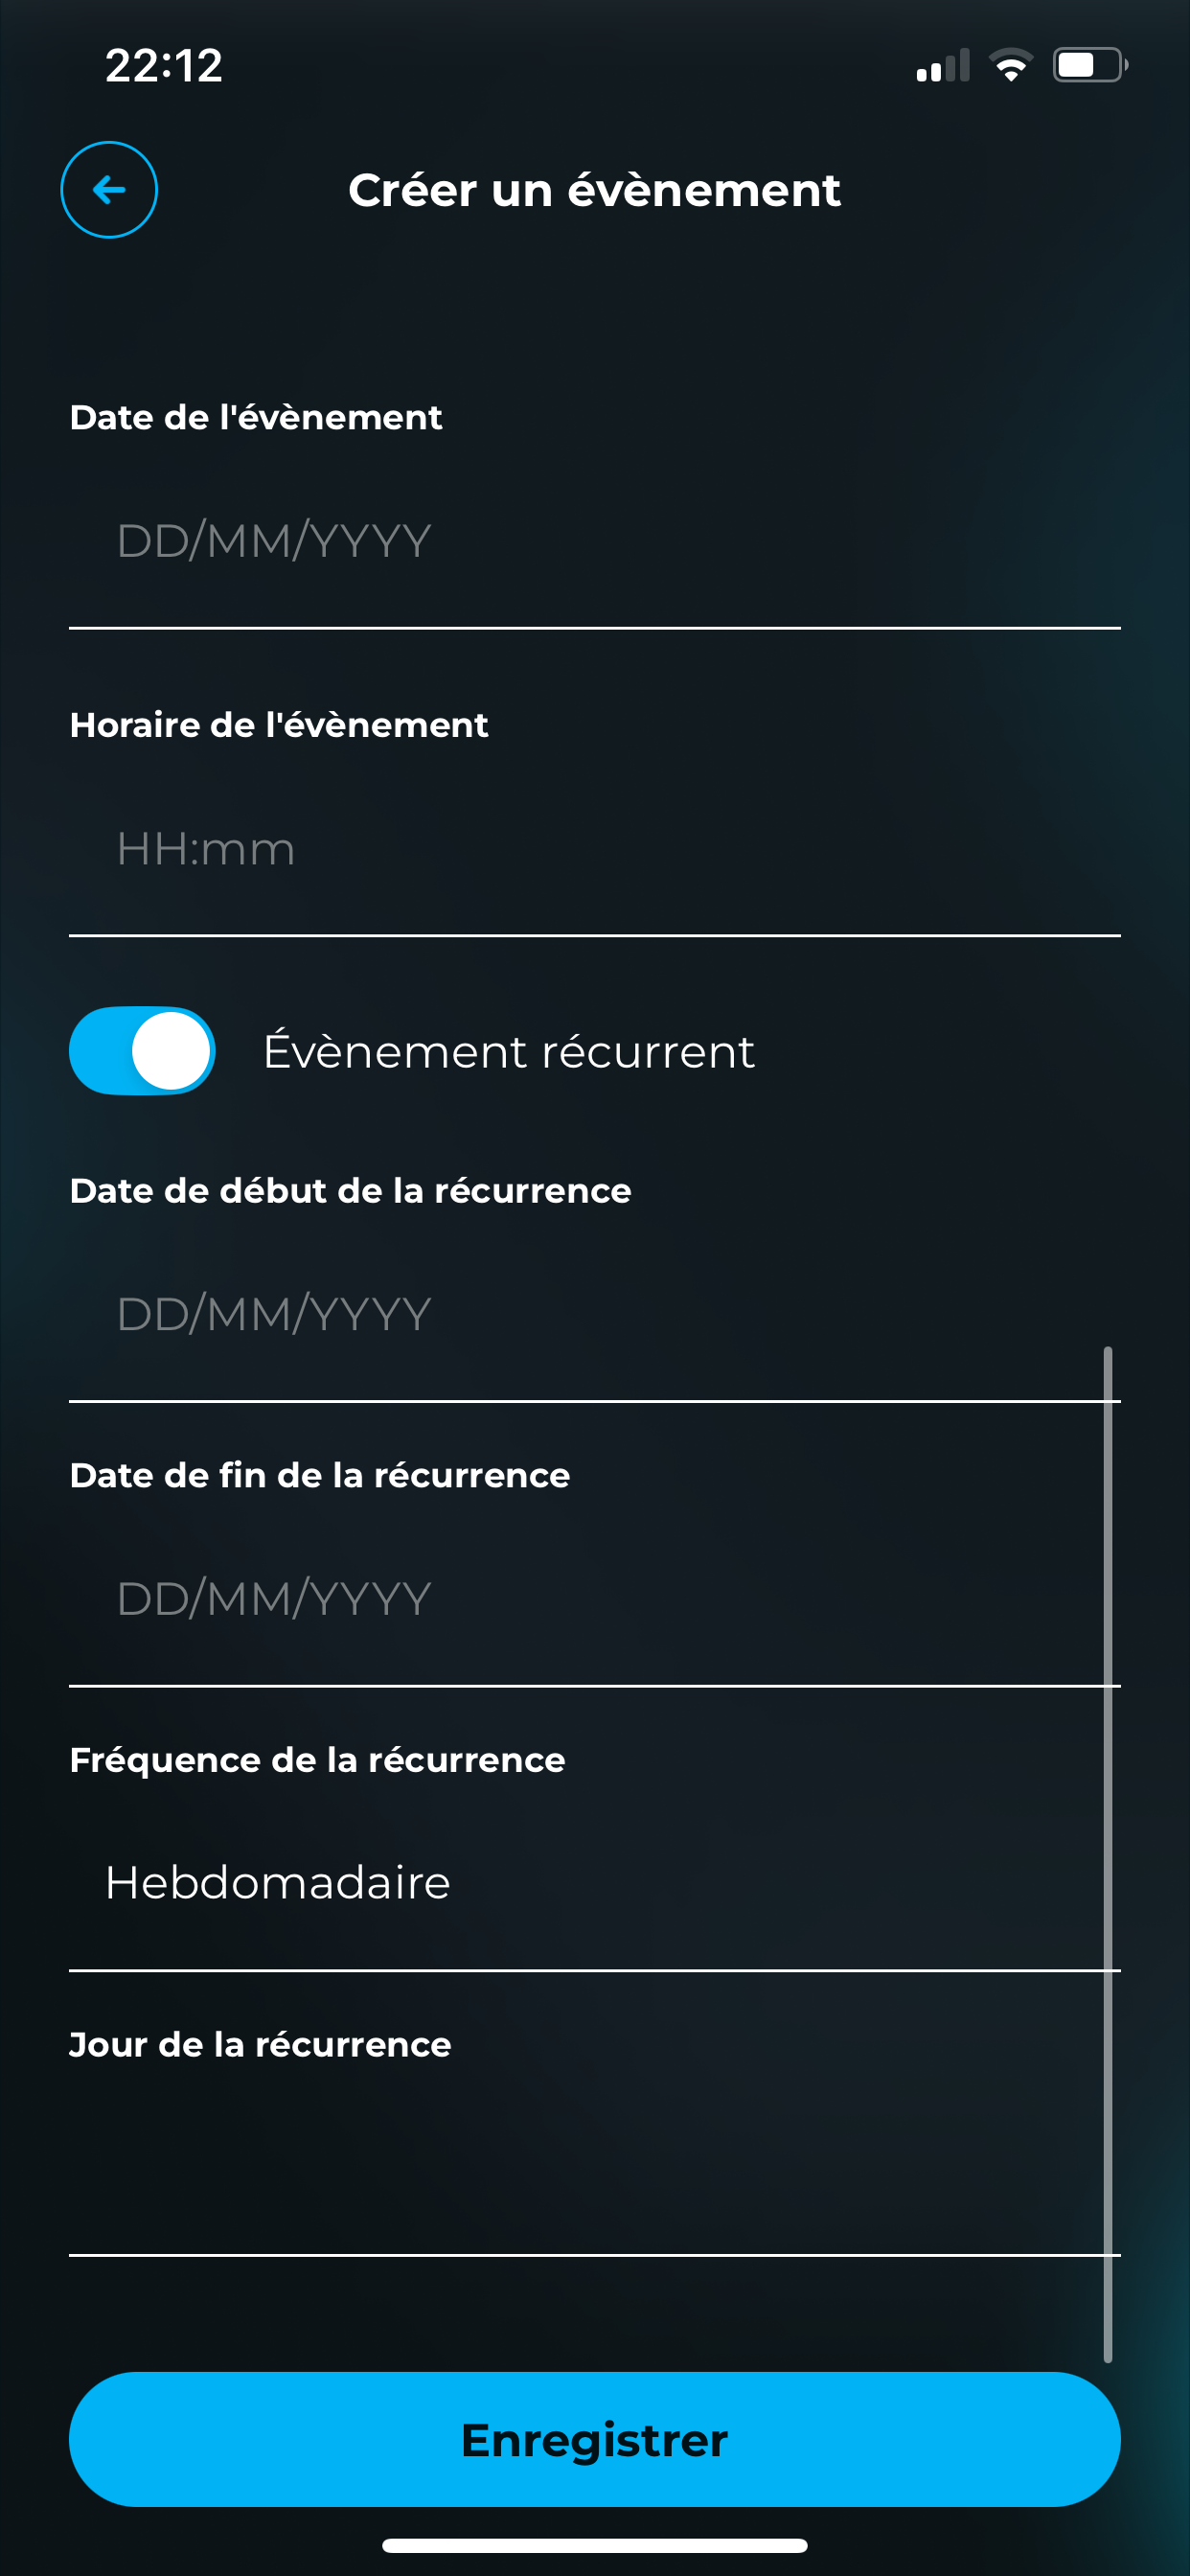 22:12
Créer un évènement
Date de l'évènement
DD/MM/YYYY
Horaire de l'évènement
HH:mm
Évènement récurrent
Date de début de la récurrence
DD/MM/YYYY
Date de fin de la récurrence
DD/MM/YYYY
Fréquence de la récurrence
Hebdomadaire
Jour de la récurrence
Enregistrer